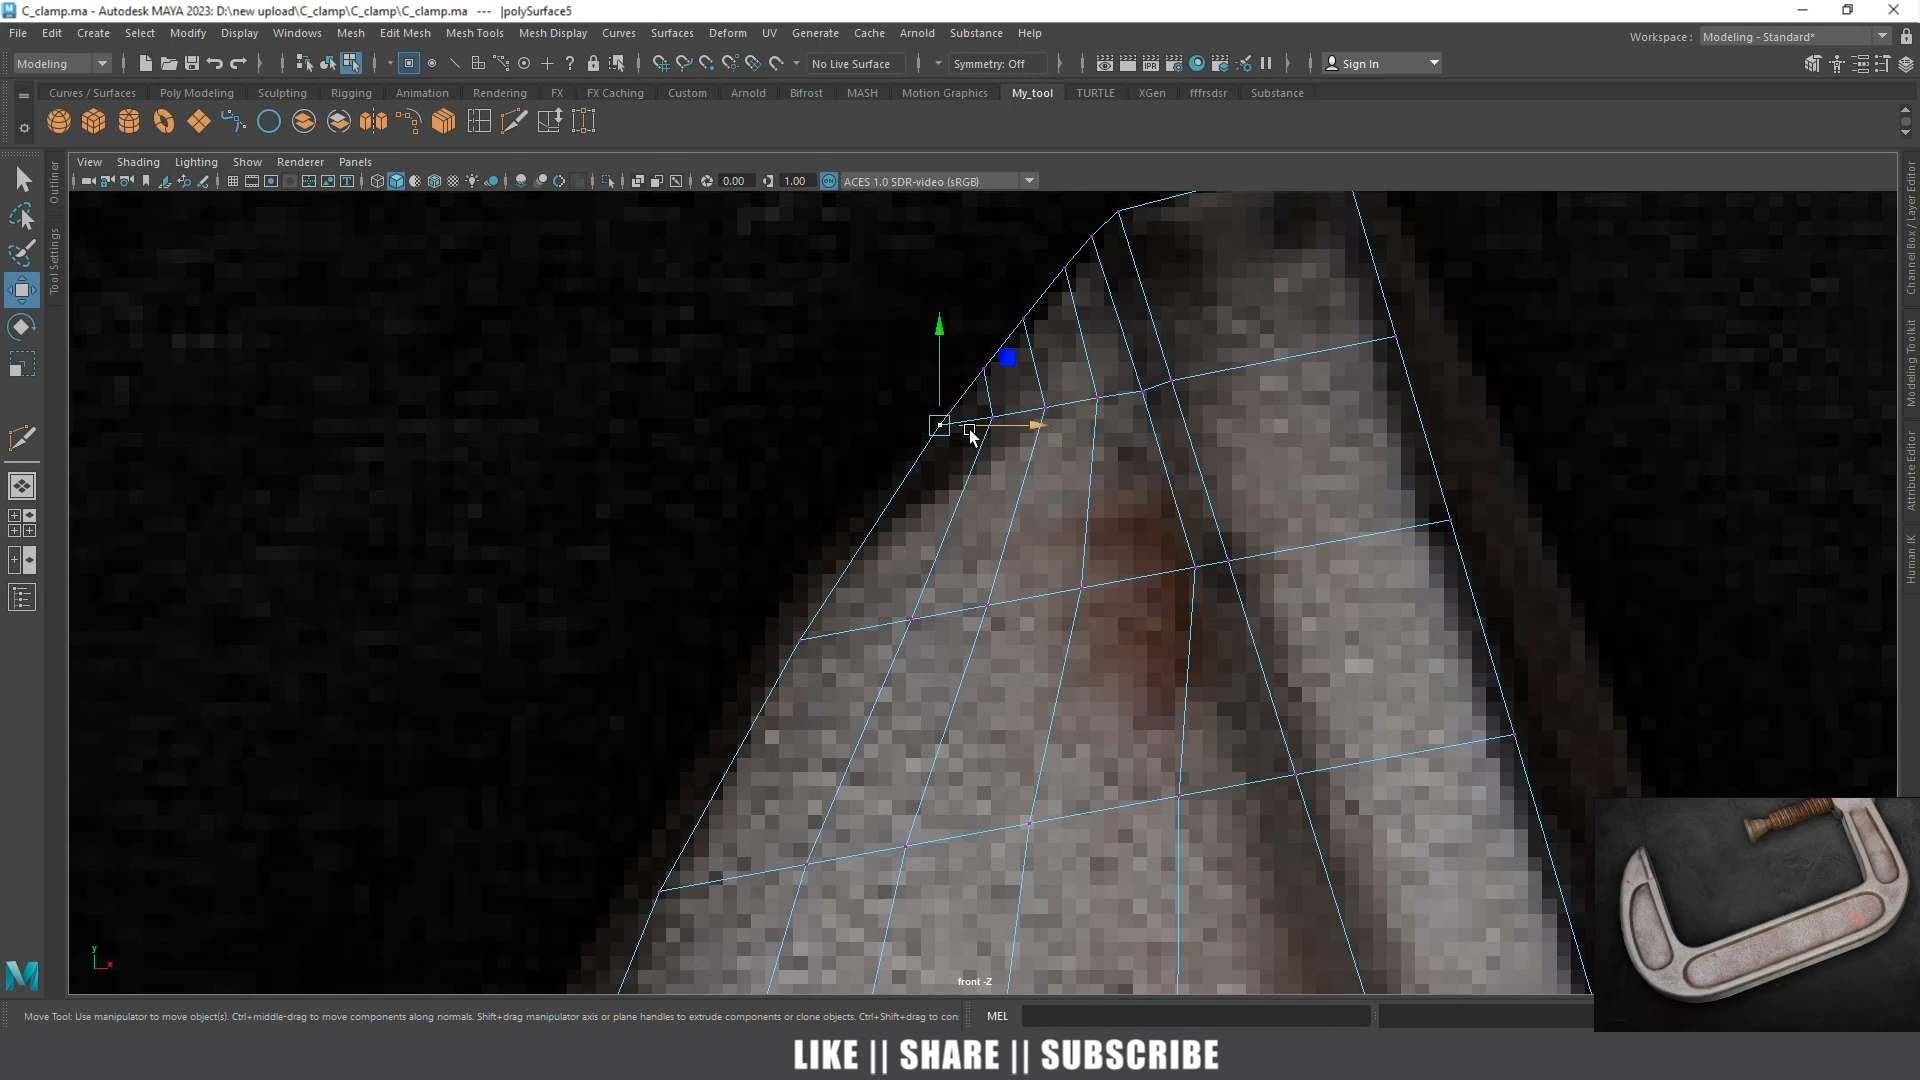 C_clamp.ma - Autodesk MAYA 2023: D:\new upload\C_clamp\C_clamp\C_clamp.ma --- |polySurface5
File Edit Create Select Modify Display Windows Mesh Edit Mesh Mesh Tools Mesh Display Curves Surfaces Deform UV Generate Cache Arnold Substance Help
Workspace : Modeling - Standard*
Modeling
No Live Surface
Symmetry: Off
Sign In
Curves / Surfaces Poly Modeling Sculpting Rigging Animation Rendering FX FX Caching Custom Arnold Bifrost MASH Motion Graphics My_tool TURTLE XGen fffrsdsr Substance
View Shading Lighting Show Renderer Panels
0.00
1.00
ON
ACES 1.0 SDR-video (sRGB)
Outliner
Tool Settings
Channel Box / Layer Editor
Modeling Toolkit
Attribute Editor
Human IK
y
x
front -Z
Move Tool: Use manipulator to move object(s). Ctrl+middle-drag to move components along normals. Shift+drag manipulator axis or plane handles to extrude components or clone objects. Ctrl+Shift+drag to con
MEL
LIKE || SHARE || SUBSCRIBE